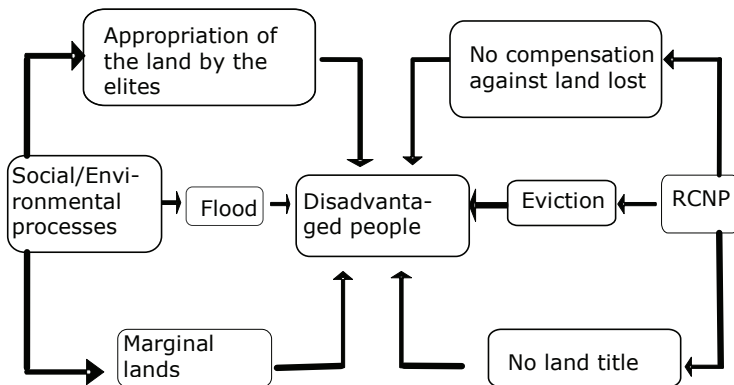 Appropriation of
the land by the
elites
No compensation
against land lost
Social/Envi-
ronmental
processes
Flood
Disadvanta-
ged people
Eviction
RCNP
Marginal
lands
No land title